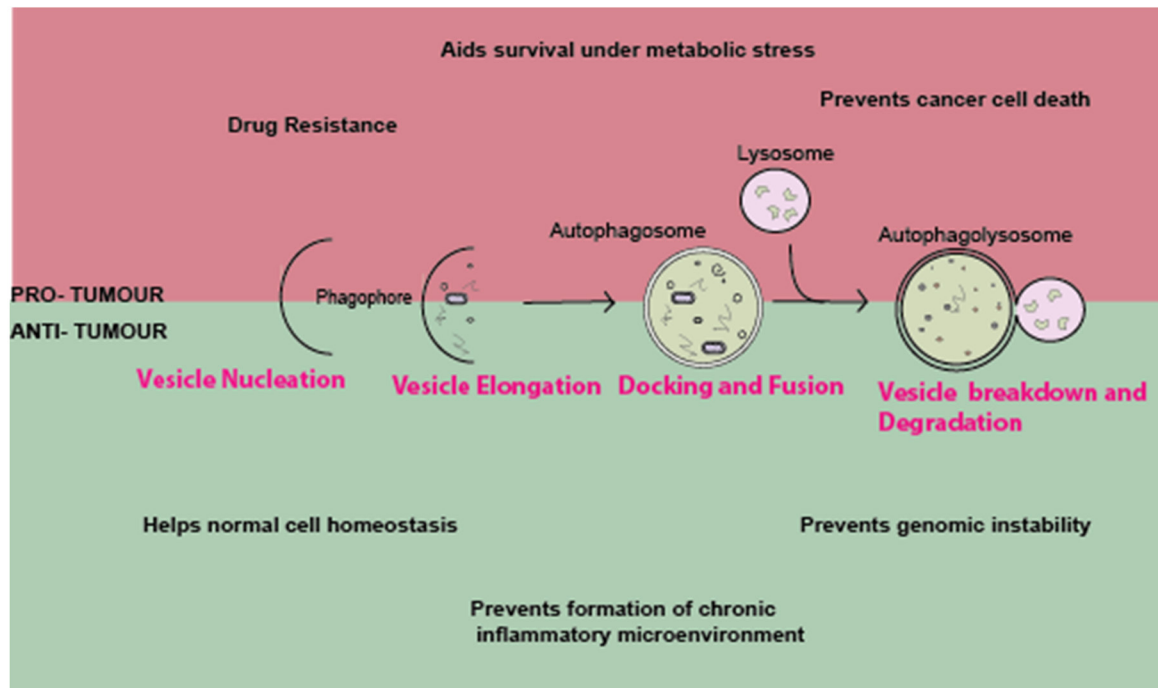 Aids survival under metabolic stress
Prevents cancer cell death
Drug Resistance
Lysosome
Autophagosome
Autophagolysosome
PRO- TUMOUR
Phagophore
ANTI- TUMOUR
Vesicle Nucleation
Vesicle Elongation
Docking and Fusion
Vesicle breakdown and
Degradation
Helps normal cell homeostasis
Prevents genomic instability
Prevents formation of chronic
inflammatory microenvironment